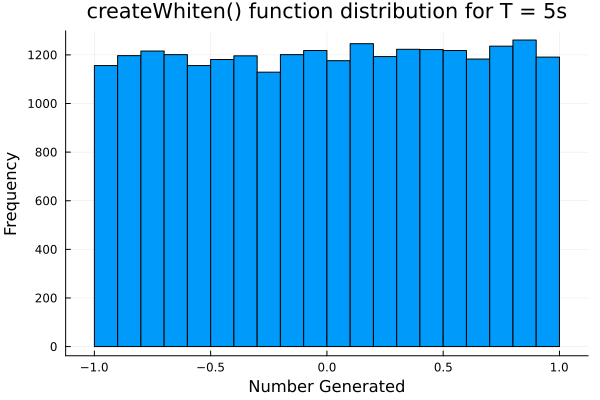 createWhiten() function distribution for T = 5s
1200
1000
800
600
400
200
0
Frequency
−1.0 −0.5 0.0 0.5 1.0
Number Generated